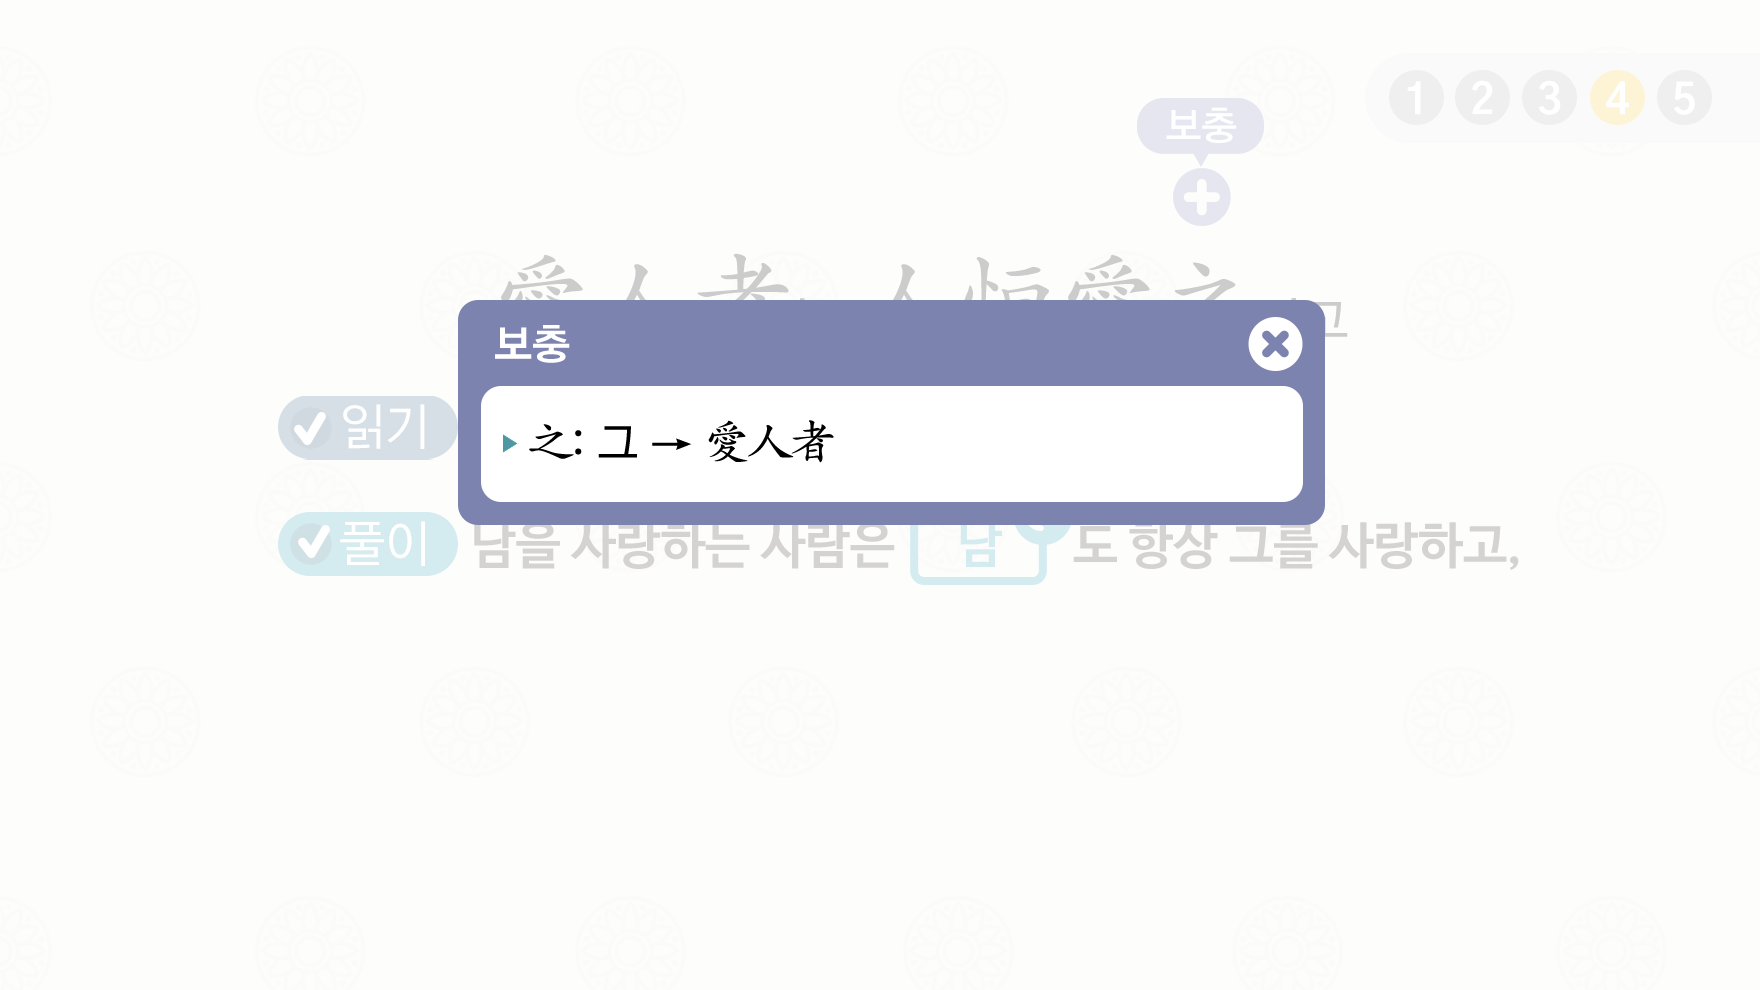 1 2 3 4 5
보충
愛人者 人恒愛之 그
보충
之: 그 → 愛人者
읽기
풀이 남을 사랑하는 사람은 남 도 항상 그를 사랑하고,